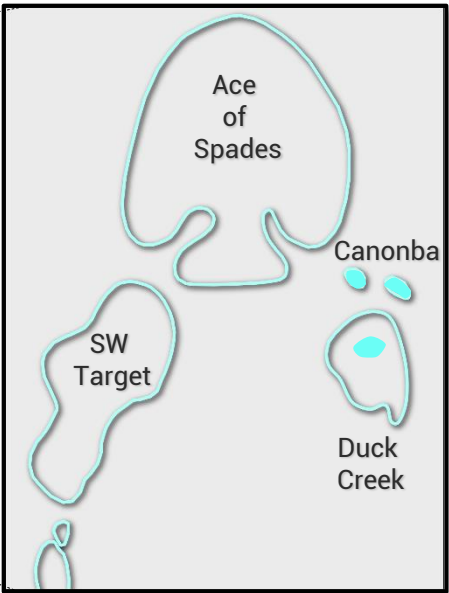 Ace
of
Spades
Canonba
SW
Target
Duck
Creek